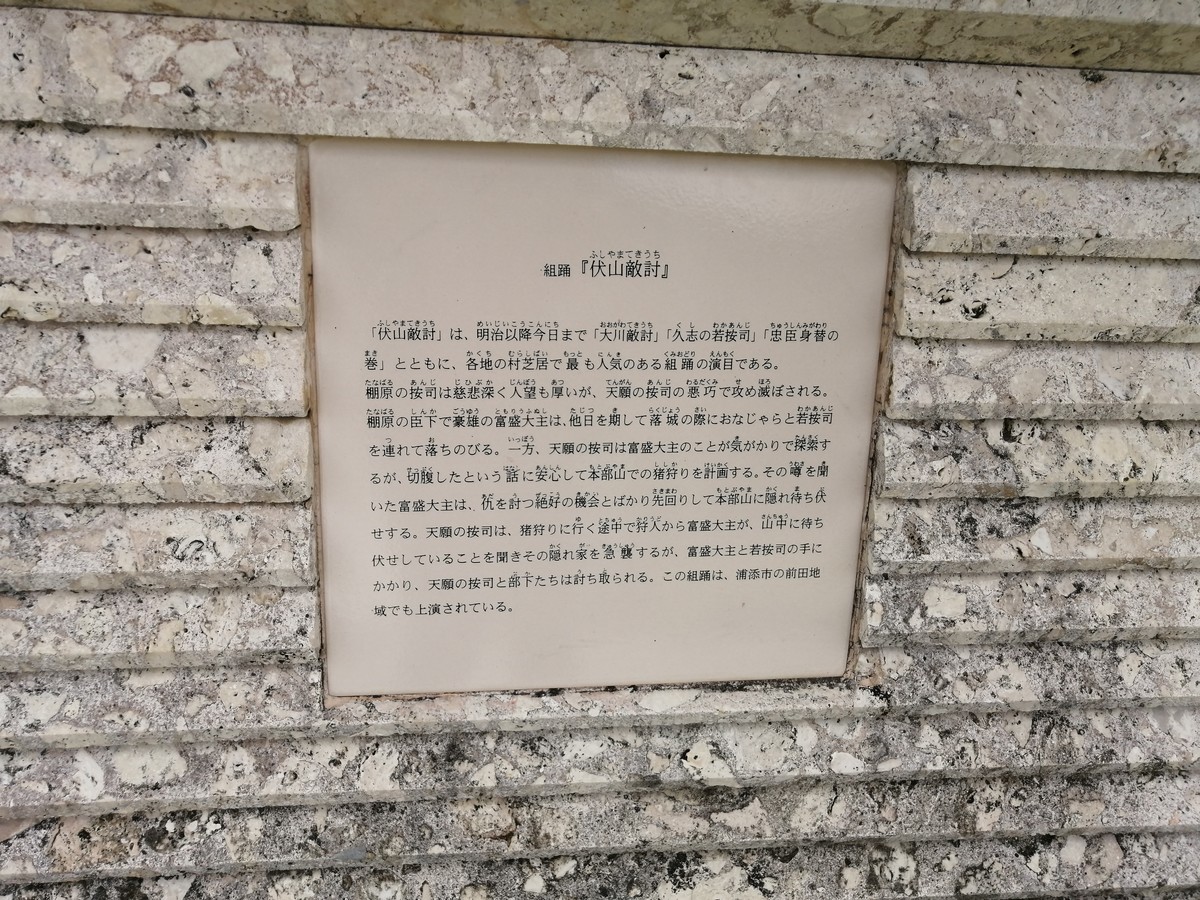 組踊『伏山敵討』
「伏山敵討」は、明治以降今日まで「大川敵討」「久志の若按司」「忠臣身替の
巻」とともに、各地の村芝居で最も人気のある組踊の演目である。
棚原の按司は慈悲深く人望も厚いが、天願の按司の悪巧で攻め滅ぼされる。
棚原の臣下で豪雄の富盛大主は、他日を期して落城の際におなじゃらと若按司
を連れて落ちのびる。一方、天願の按司は富盛大主のことが気がかりで探索す
るが、切腹したという話に安心して本部山での猪狩りを計画する。その噂を聞
いた富盛大主は、仇を討つ絶好の機会とばかり先回りして本部山に隠れ待ち伏
せする。天願の按司は、猪狩りに行く途中で狩人から富盛大主が、山中に待ち
伏せしていることを聞きその隠れ家を急襲するが、富盛大主と若按司の手に
かかり、天願の按司と部下たちは討ち取られる。この組踊は、浦添市の前田地
域でも上演されている。